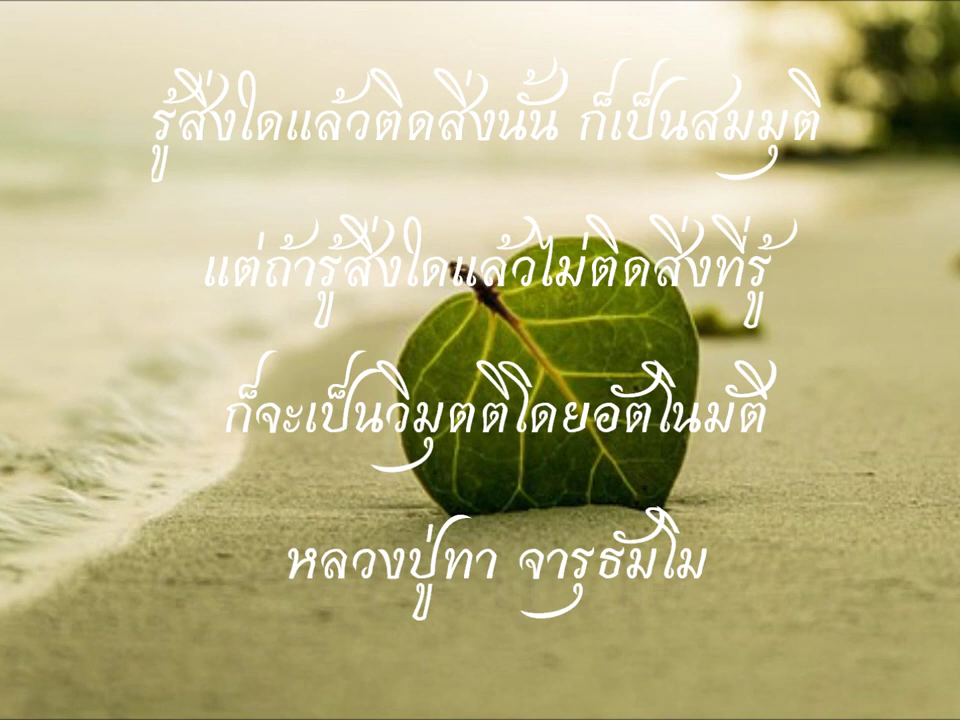 รู้สิ่งใดแล้วติดสิ่งนั้น ก็เป็นสมมุติ
แต่ถ้ารู้สิ่งใดแล้วไม่ติดสิ่งที่รู้
ก็จะเป็นวิมุตติโดยอัตโนมัติ
หลวงปู่ทา จารุธัมโม